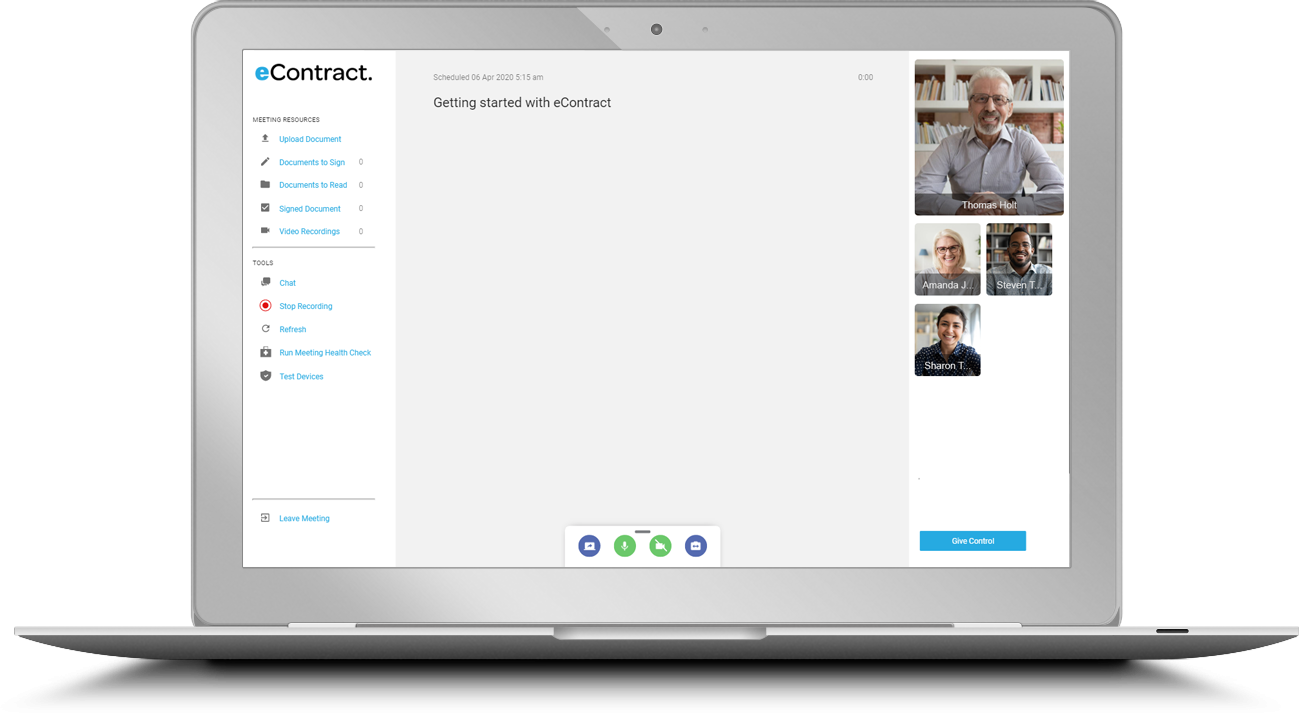 eContract.
MEETING RESOURCES
Upload Document
Documents to Sign 0
Documents to Read 0
Signed Document 0
Video Recordings 0
TOOLS
Chat
Stop Recording
Refresh
Run Meeting Health Check
Test Devices
Leave Meeting
Scheduled 06 Apr 2020 5:15 am 0:00
Getting started with eContract
Thomas Holt
Amanda J...
Steven T...
Sharon T...
Give Control